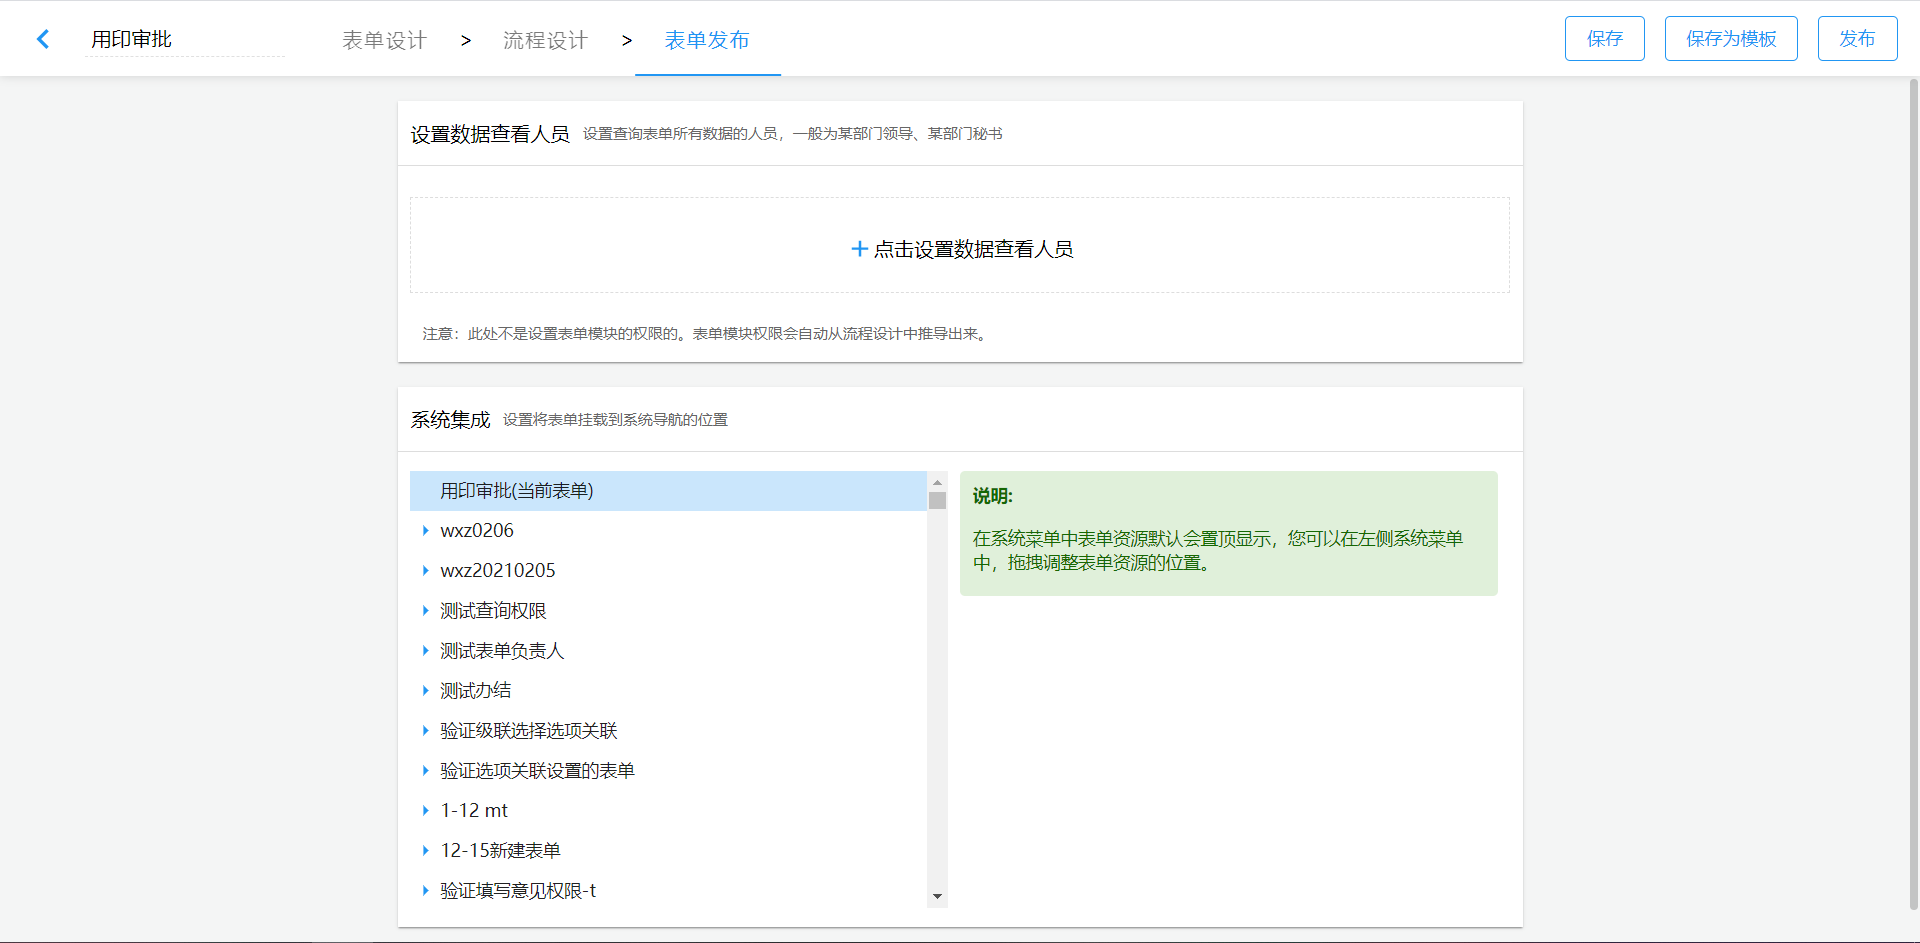 用印审批
表单设计 > 流程设计 > 表单发布
保存
保存为模板
发布
设置数据查看人员 设置查询表单所有数据的人员，一般为某部门领导、某部门秘书
+ 点击设置数据查看人员
注意：此处不是设置表单模块的权限的。表单模块权限会自动从流程设计中推导出来。
系统集成 设置将表单挂载到系统导航的位置
用印审批(当前表单)
wxz0206
wxz20210205
测试查询权限
测试表单负责人
测试办结
验证级联选择选项关联
验证选项关联设置的表单
1-12 mt
12-15新建表单
验证填写意见权限-t
说明:
在系统菜单中表单资源默认会置顶显示，您可以在左侧系统菜单
中，拖拽调整表单资源的位置。